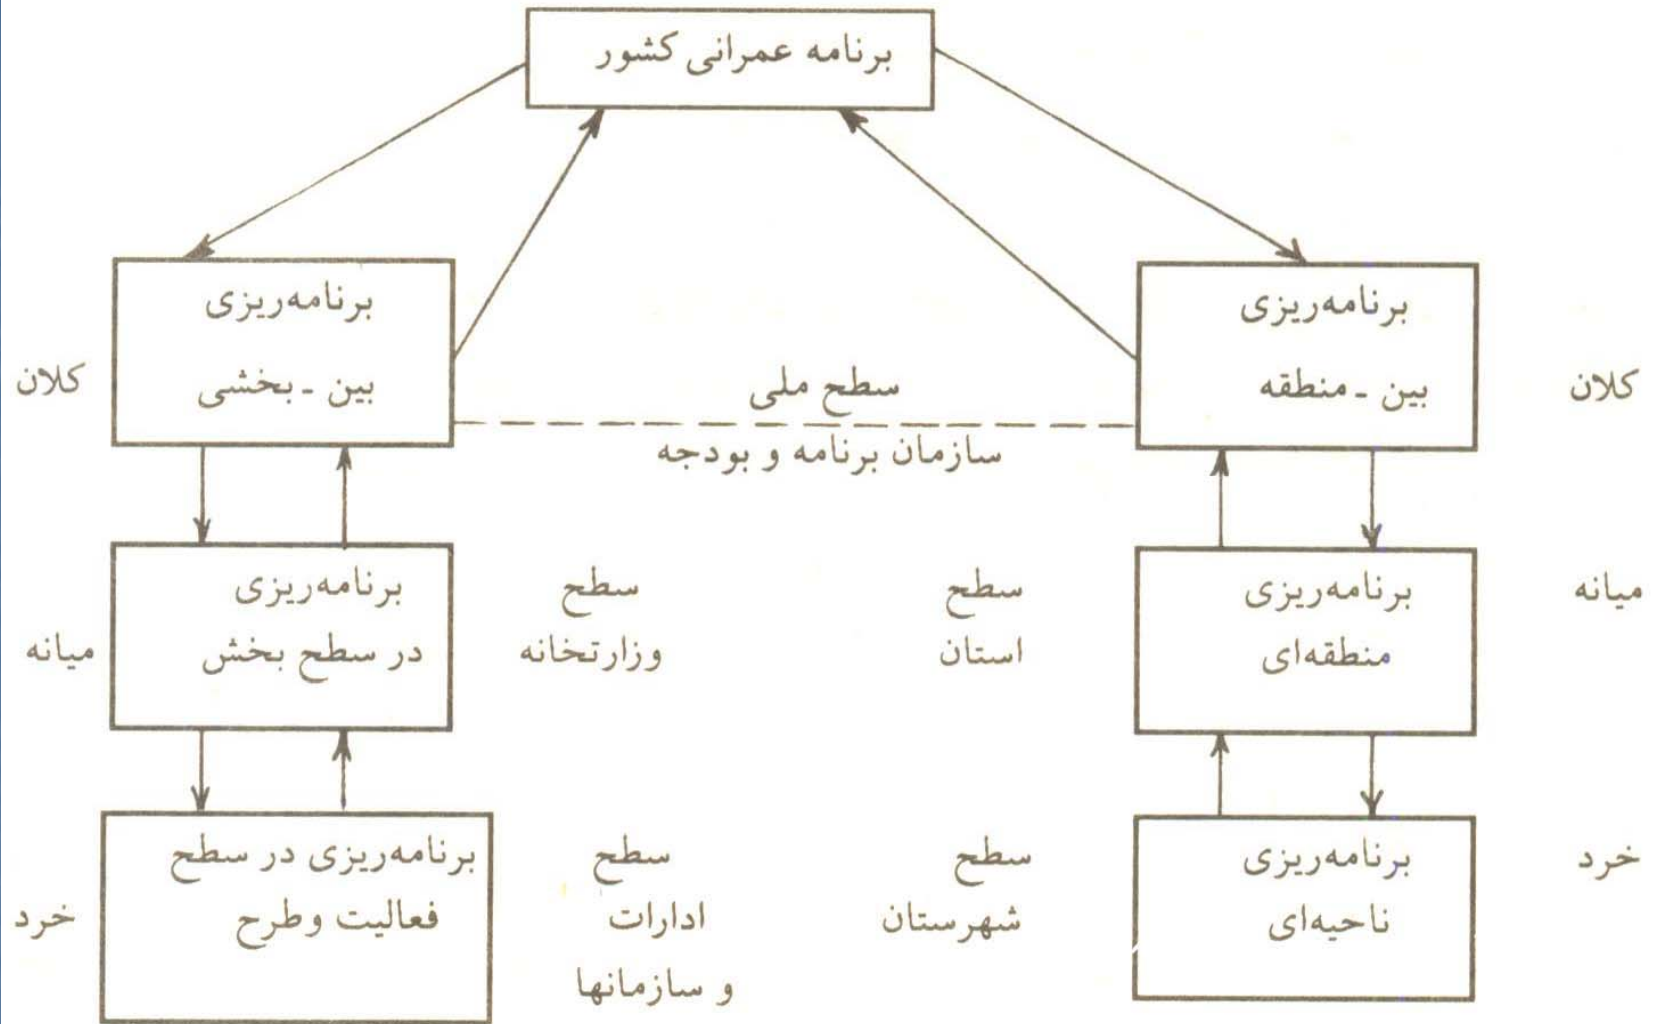 برنامه عمرانی کشور
برنامه‌ریزی
بین ـ منطقه
کلان
برنامه‌ریزی
بین ـ بخشی
کلان
سطح ملی
سازمان برنامه و بودجه
برنامه‌ریزی
منطقه‌ای
میانه
سطح
استان
سطح
وزارتخانه
برنامه‌ریزی
در سطح بخش
میانه
برنامه‌ریزی
ناحیه‌ای
خرد
سطح
شهرستان
سطح
ادارات
و سازمانها
برنامه‌ریزی در سطح
فعالیت وطرح
خرد